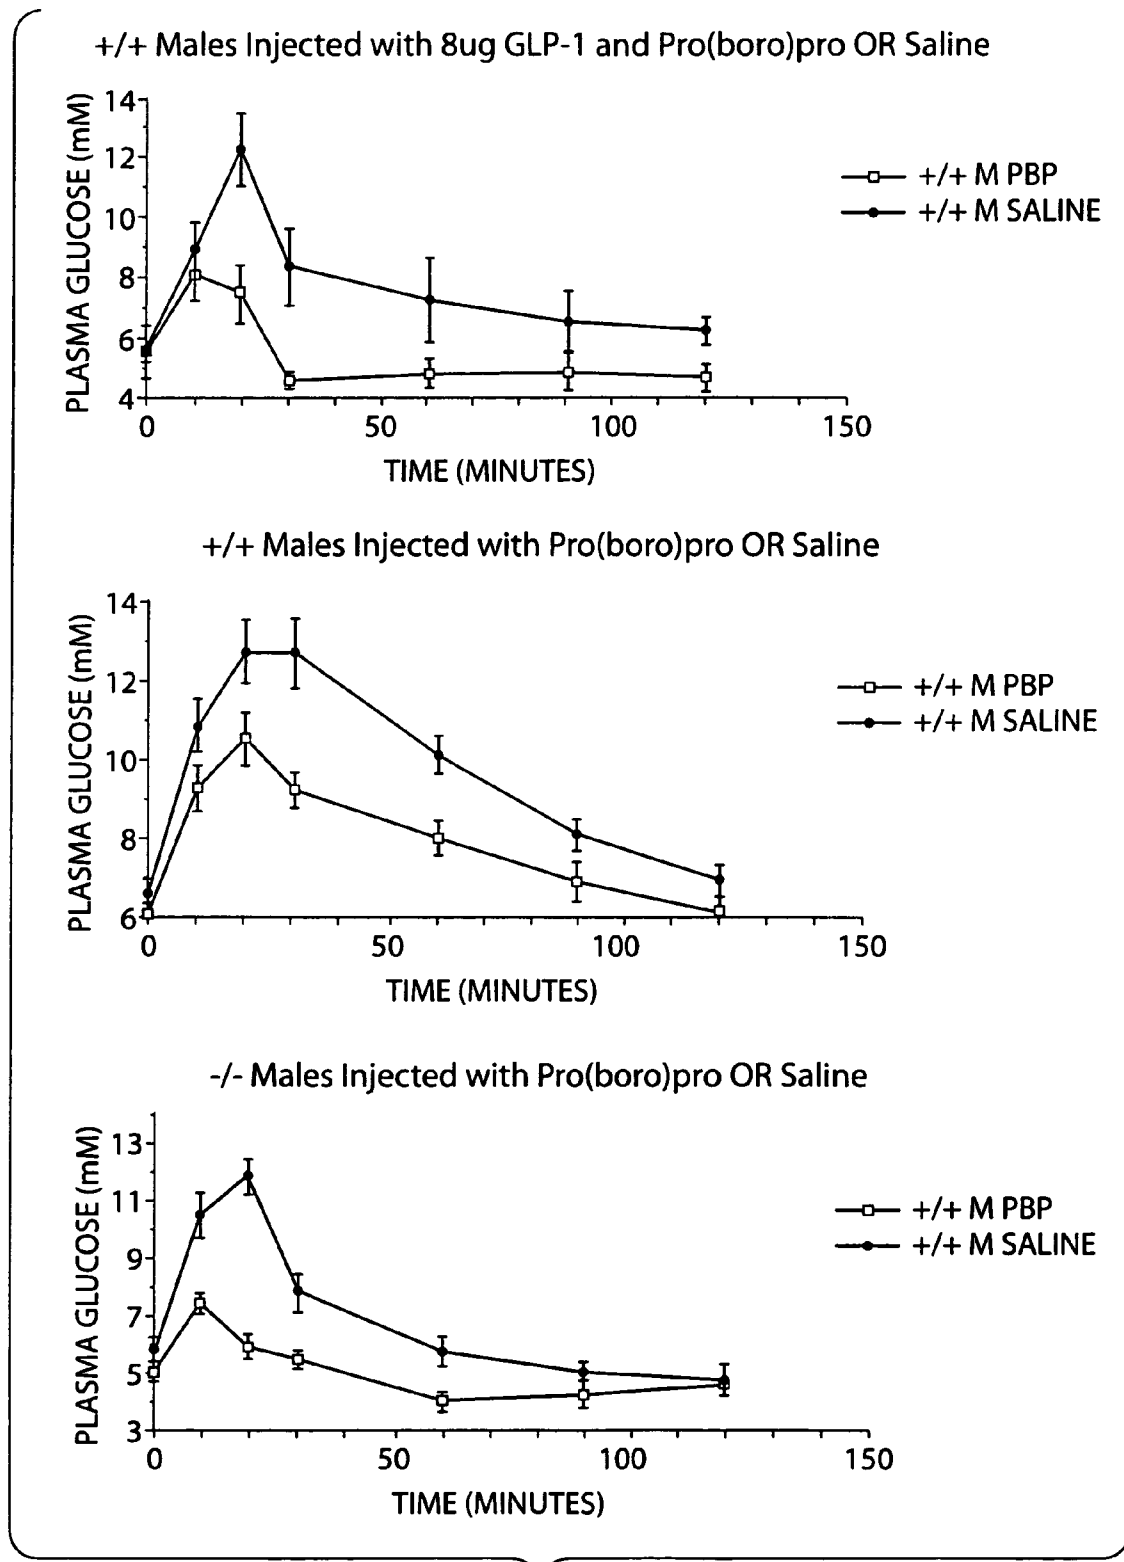 +/+ Males Injected with 8ug GLP-1 and Pro(boro)pro OR Saline
PLASMA GLUCOSE (mM)
14
12
10
8
6
4
0 50 100 150
TIME (MINUTES)
+/+ M PBP
+/+ M SALINE
+/+ Males Injected with Pro(boro)pro OR Saline
PLASMA GLUCOSE (mM)
14
12
10
8
6
0 50 100 150
TIME (MINUTES)
+/+ M PBP
+/+ M SALINE
-/- Males Injected with Pro(boro)pro OR Saline
PLASMA GLUCOSE (mM)
13
11
9
7
5
3
0 50 100 150
TIME (MINUTES)
+/+ M PBP
+/+ M SALINE